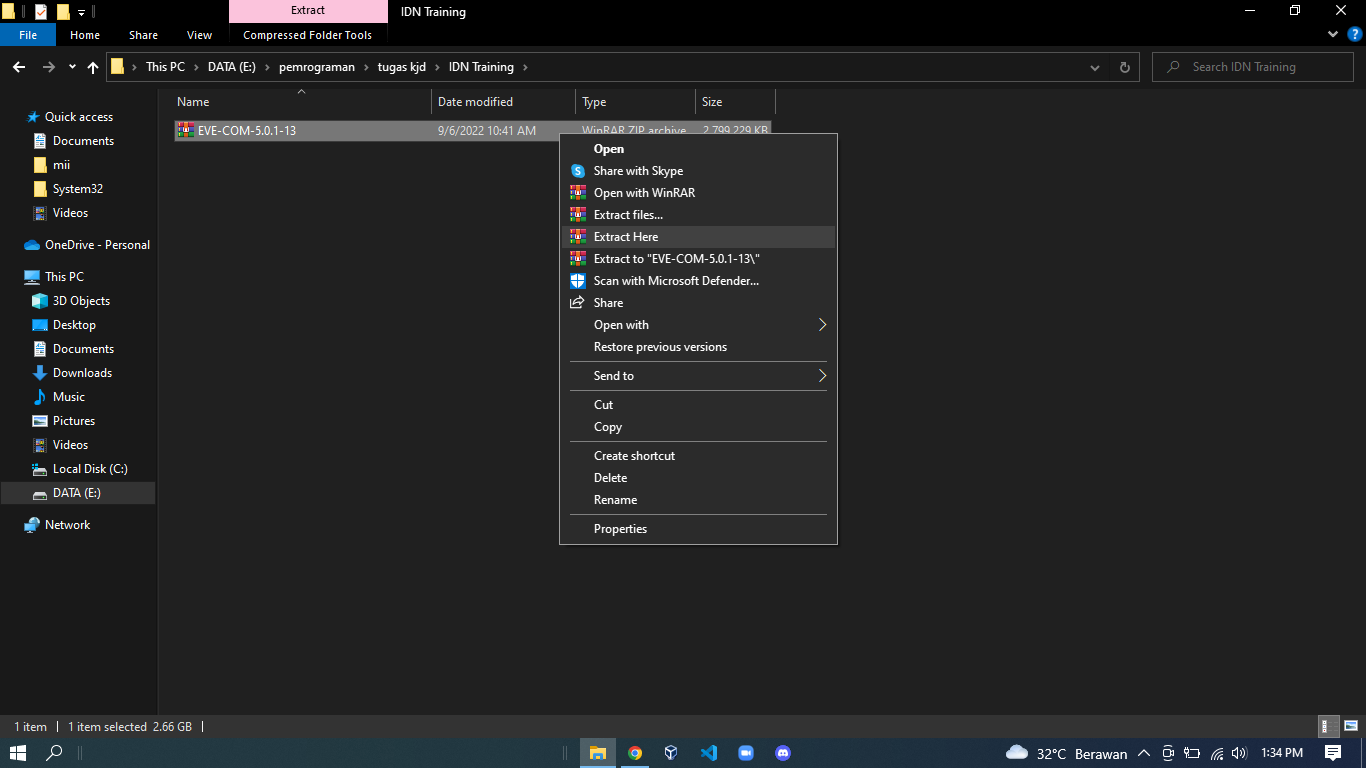 Extract
IDN Training
File
Home
Share
View
Compressed Folder Tools
This PC
DATA (E:)
pemrograman
tugas kjd
IDN Training
Search IDN Training
Name
Date modified
Type
Size
EVE-COM-5.0.1-13
9/6/2022 10:41 AM
WinRAR ZIP archive
2,799,229 KB
Quick access
Documents
mii
System32
Videos
OneDrive - Personal
This PC
3D Objects
Desktop
Documents
Downloads
Music
Pictures
Videos
Local Disk (C:)
DATA (E:)
Network
Open
Share with Skype
Open with WinRAR
Extract files...
Extract Here
Extract to "EVE-COM-5.0.1-13\"
Scan with Microsoft Defender...
Share
Open with
Restore previous versions
Send to
Cut
Copy
Create shortcut
Delete
Rename
Properties
1 item
1 item selected 2.66 GB
32°C Berawan
1:34 PM